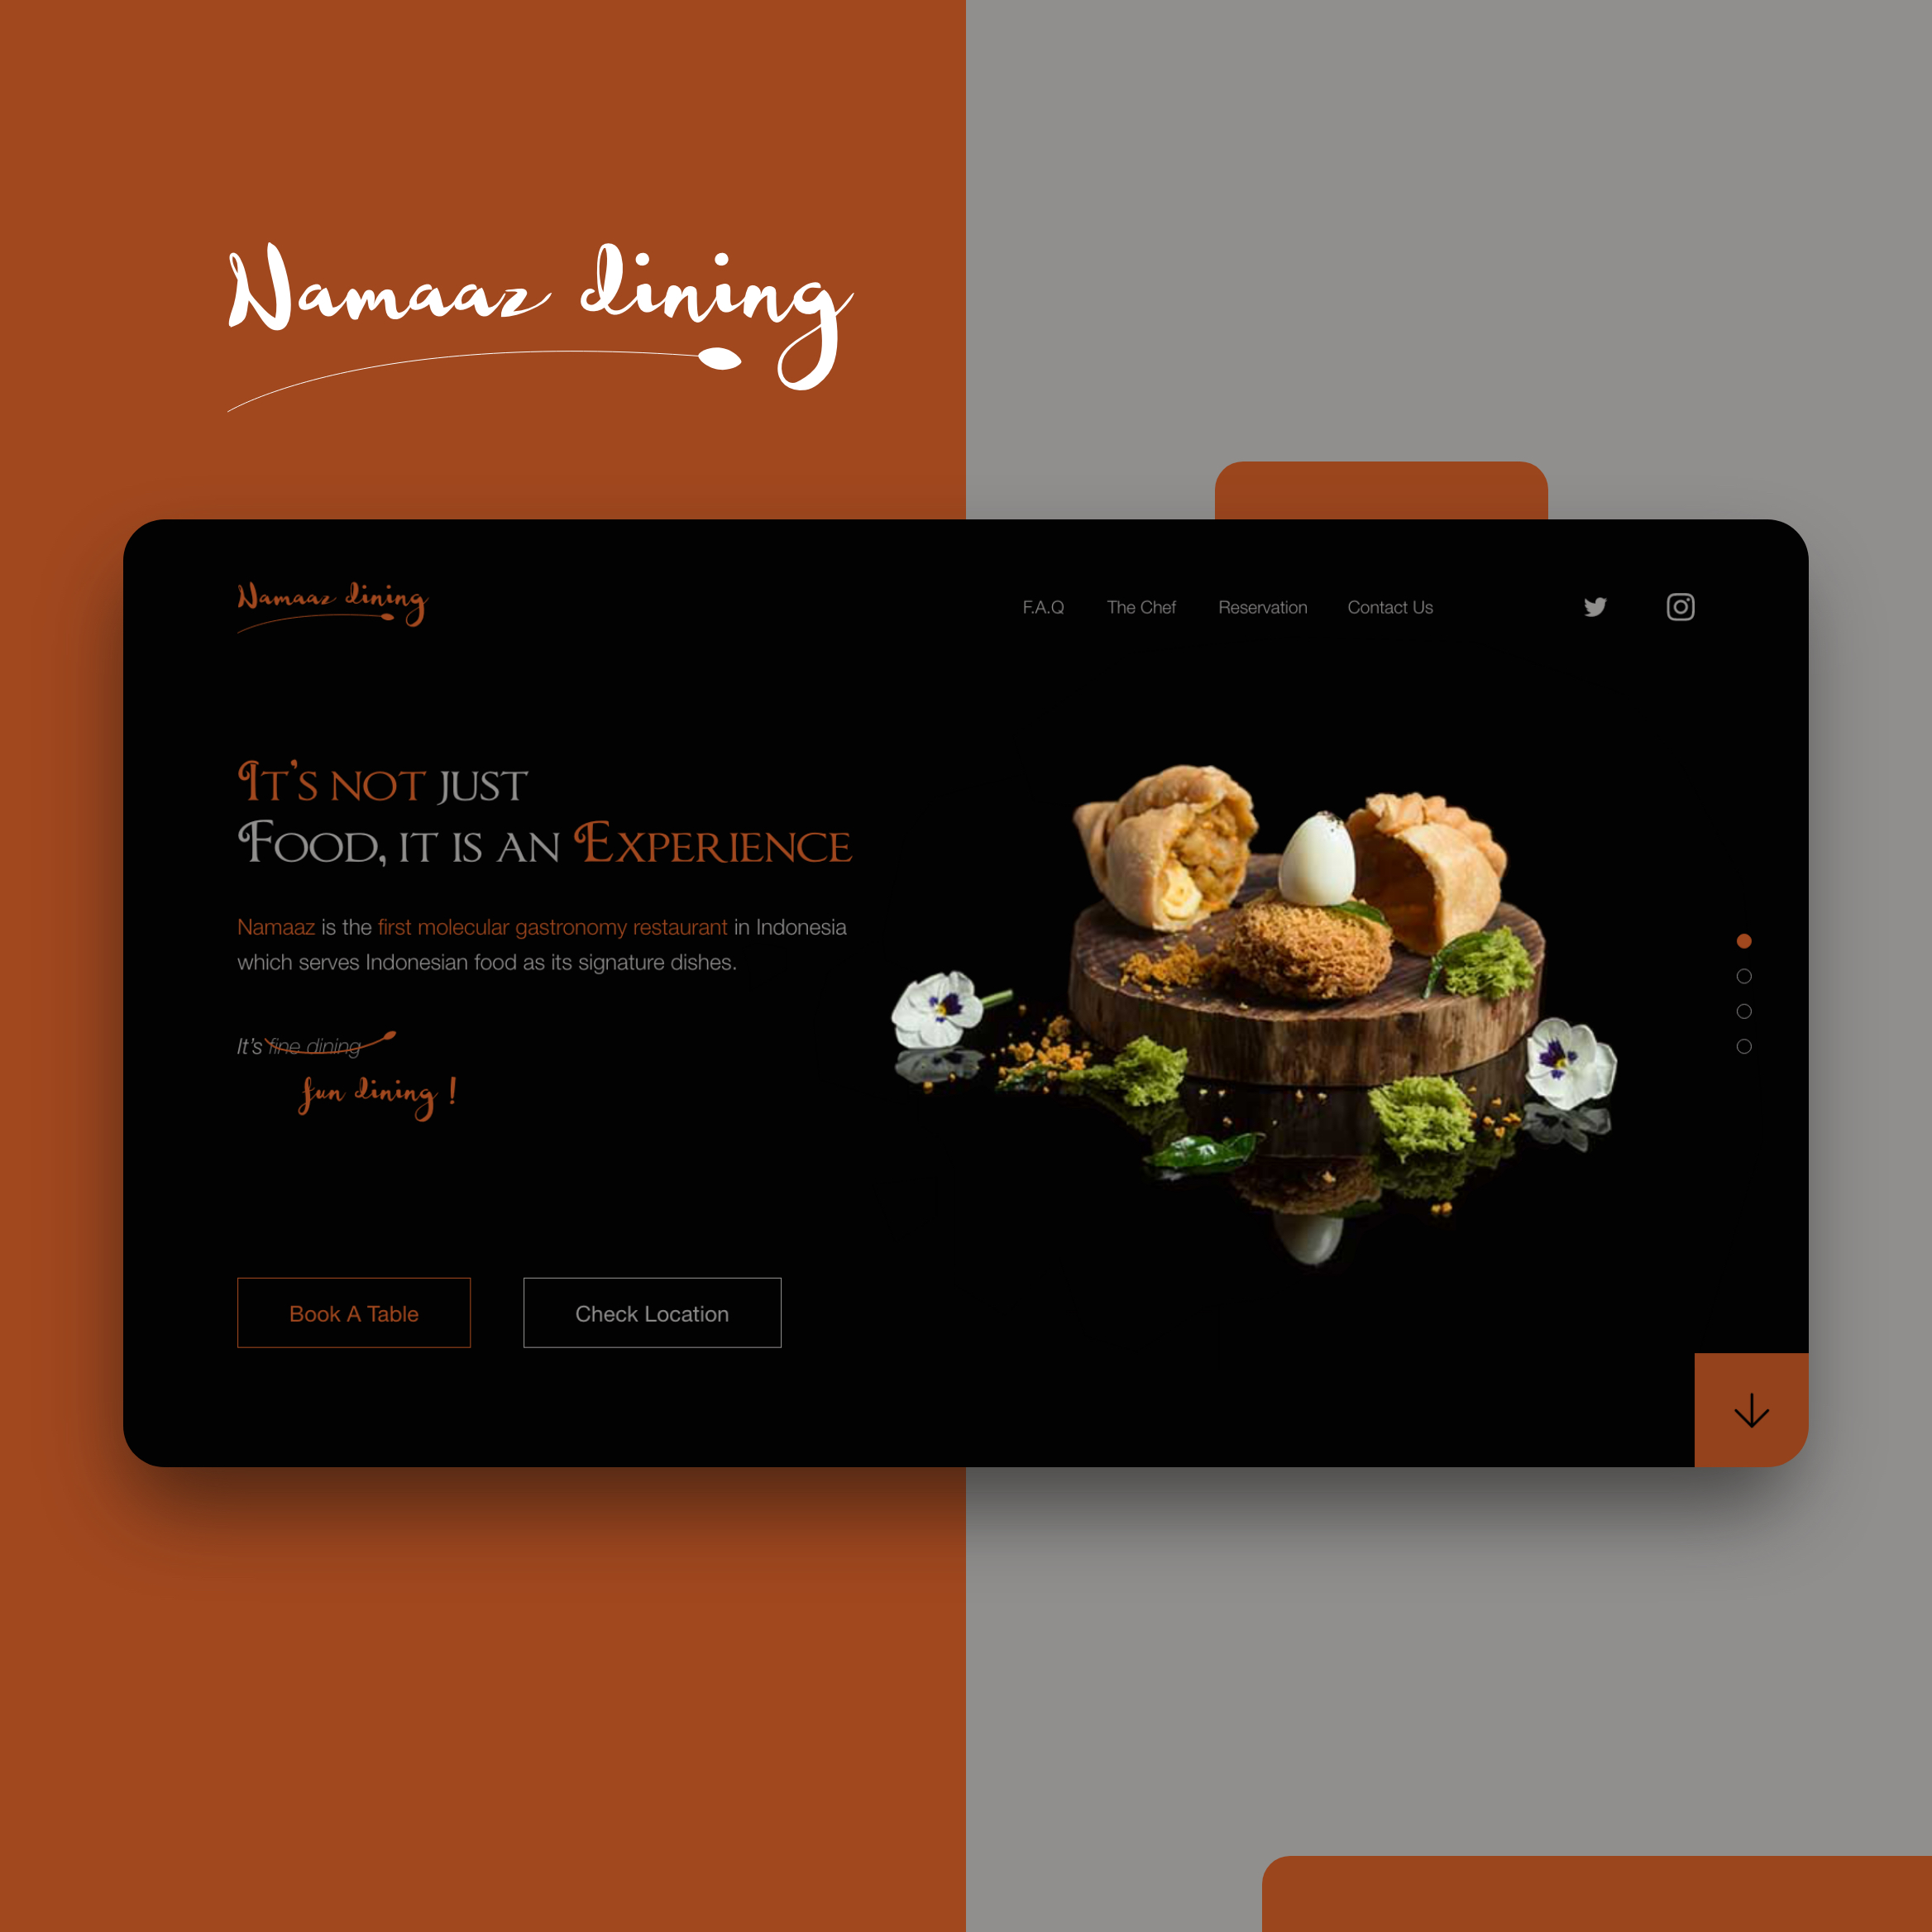 Namaaz dining
Namaaz dining
F.A.Q The Chef Reservation Contact Us
It's not just
Food, it is an Experience
Namaaz is the first molecular gastronomy restaurant in Indonesia
which serves Indonesian food as its signature dishes.
It's fine dining
fun dining !
Book A Table Check Location